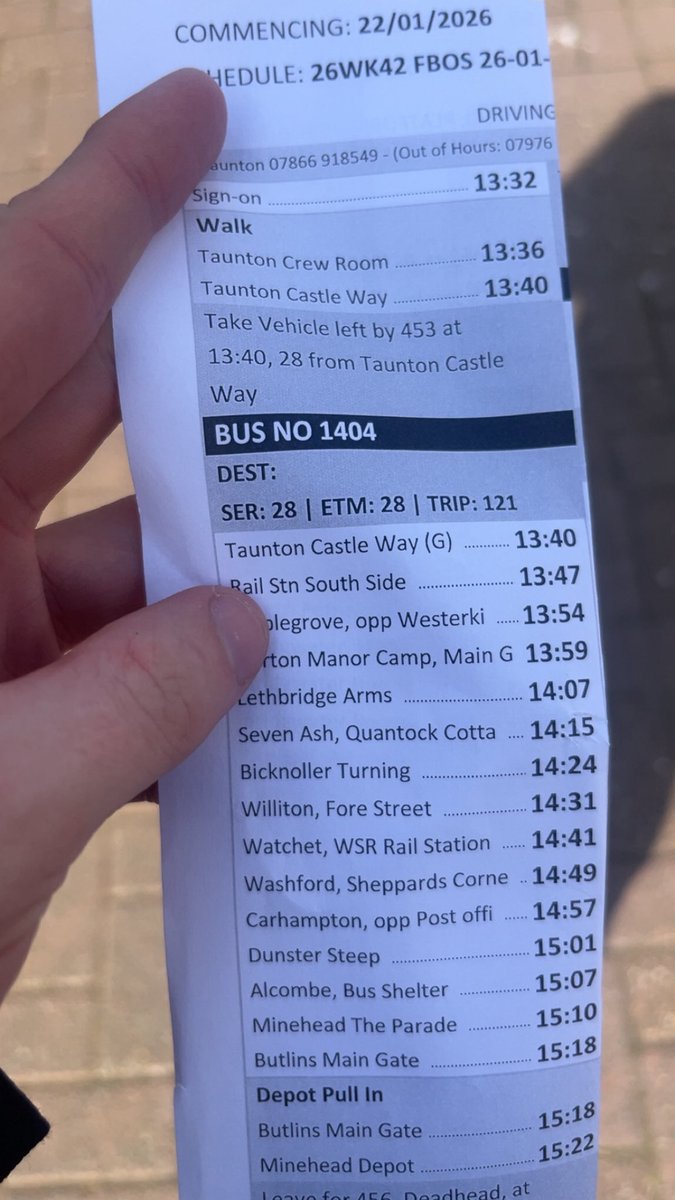 COMMENCING: 22/01/2026
HEDULE: 26WK42 FBOS 26-01-
DRIVING
aunton 07866 918549 - (Out of Hours: 07976
Sign-on 13:32
Walk
Taunton Crew Room 13:36
Taunton Castle Way 13:40
Take Vehicle left by 453 at
13:40, 28 from Taunton Castle
Way
BUS NO 1404
DEST:
SER: 28 | ETM: 28 | TRIP: 121
Taunton Castle Way (G) 13:40
Rail Stn South Side 13:47
plegrove, opp Westerki 13:54
rton Manor Camp, Main G 13:59
Lethbridge Arms 14:07
Seven Ash, Quantock Cotta 14:15
Bicknoller Turning 14:24
Williton, Fore Street 14:31
Watchet, WSR Rail Station 14:41
Washford, Sheppards Corne 14:49
Carhampton, opp Post offi 14:57
Dunster Steep 15:01
Alcombe, Bus Shelter 15:07
Minehead The Parade 15:10
Butlins Main Gate 15:18
Depot Pull In
Butlins Main Gate 15:18
Minehead Depot 15:22
Leave for 456, Deadhead, at